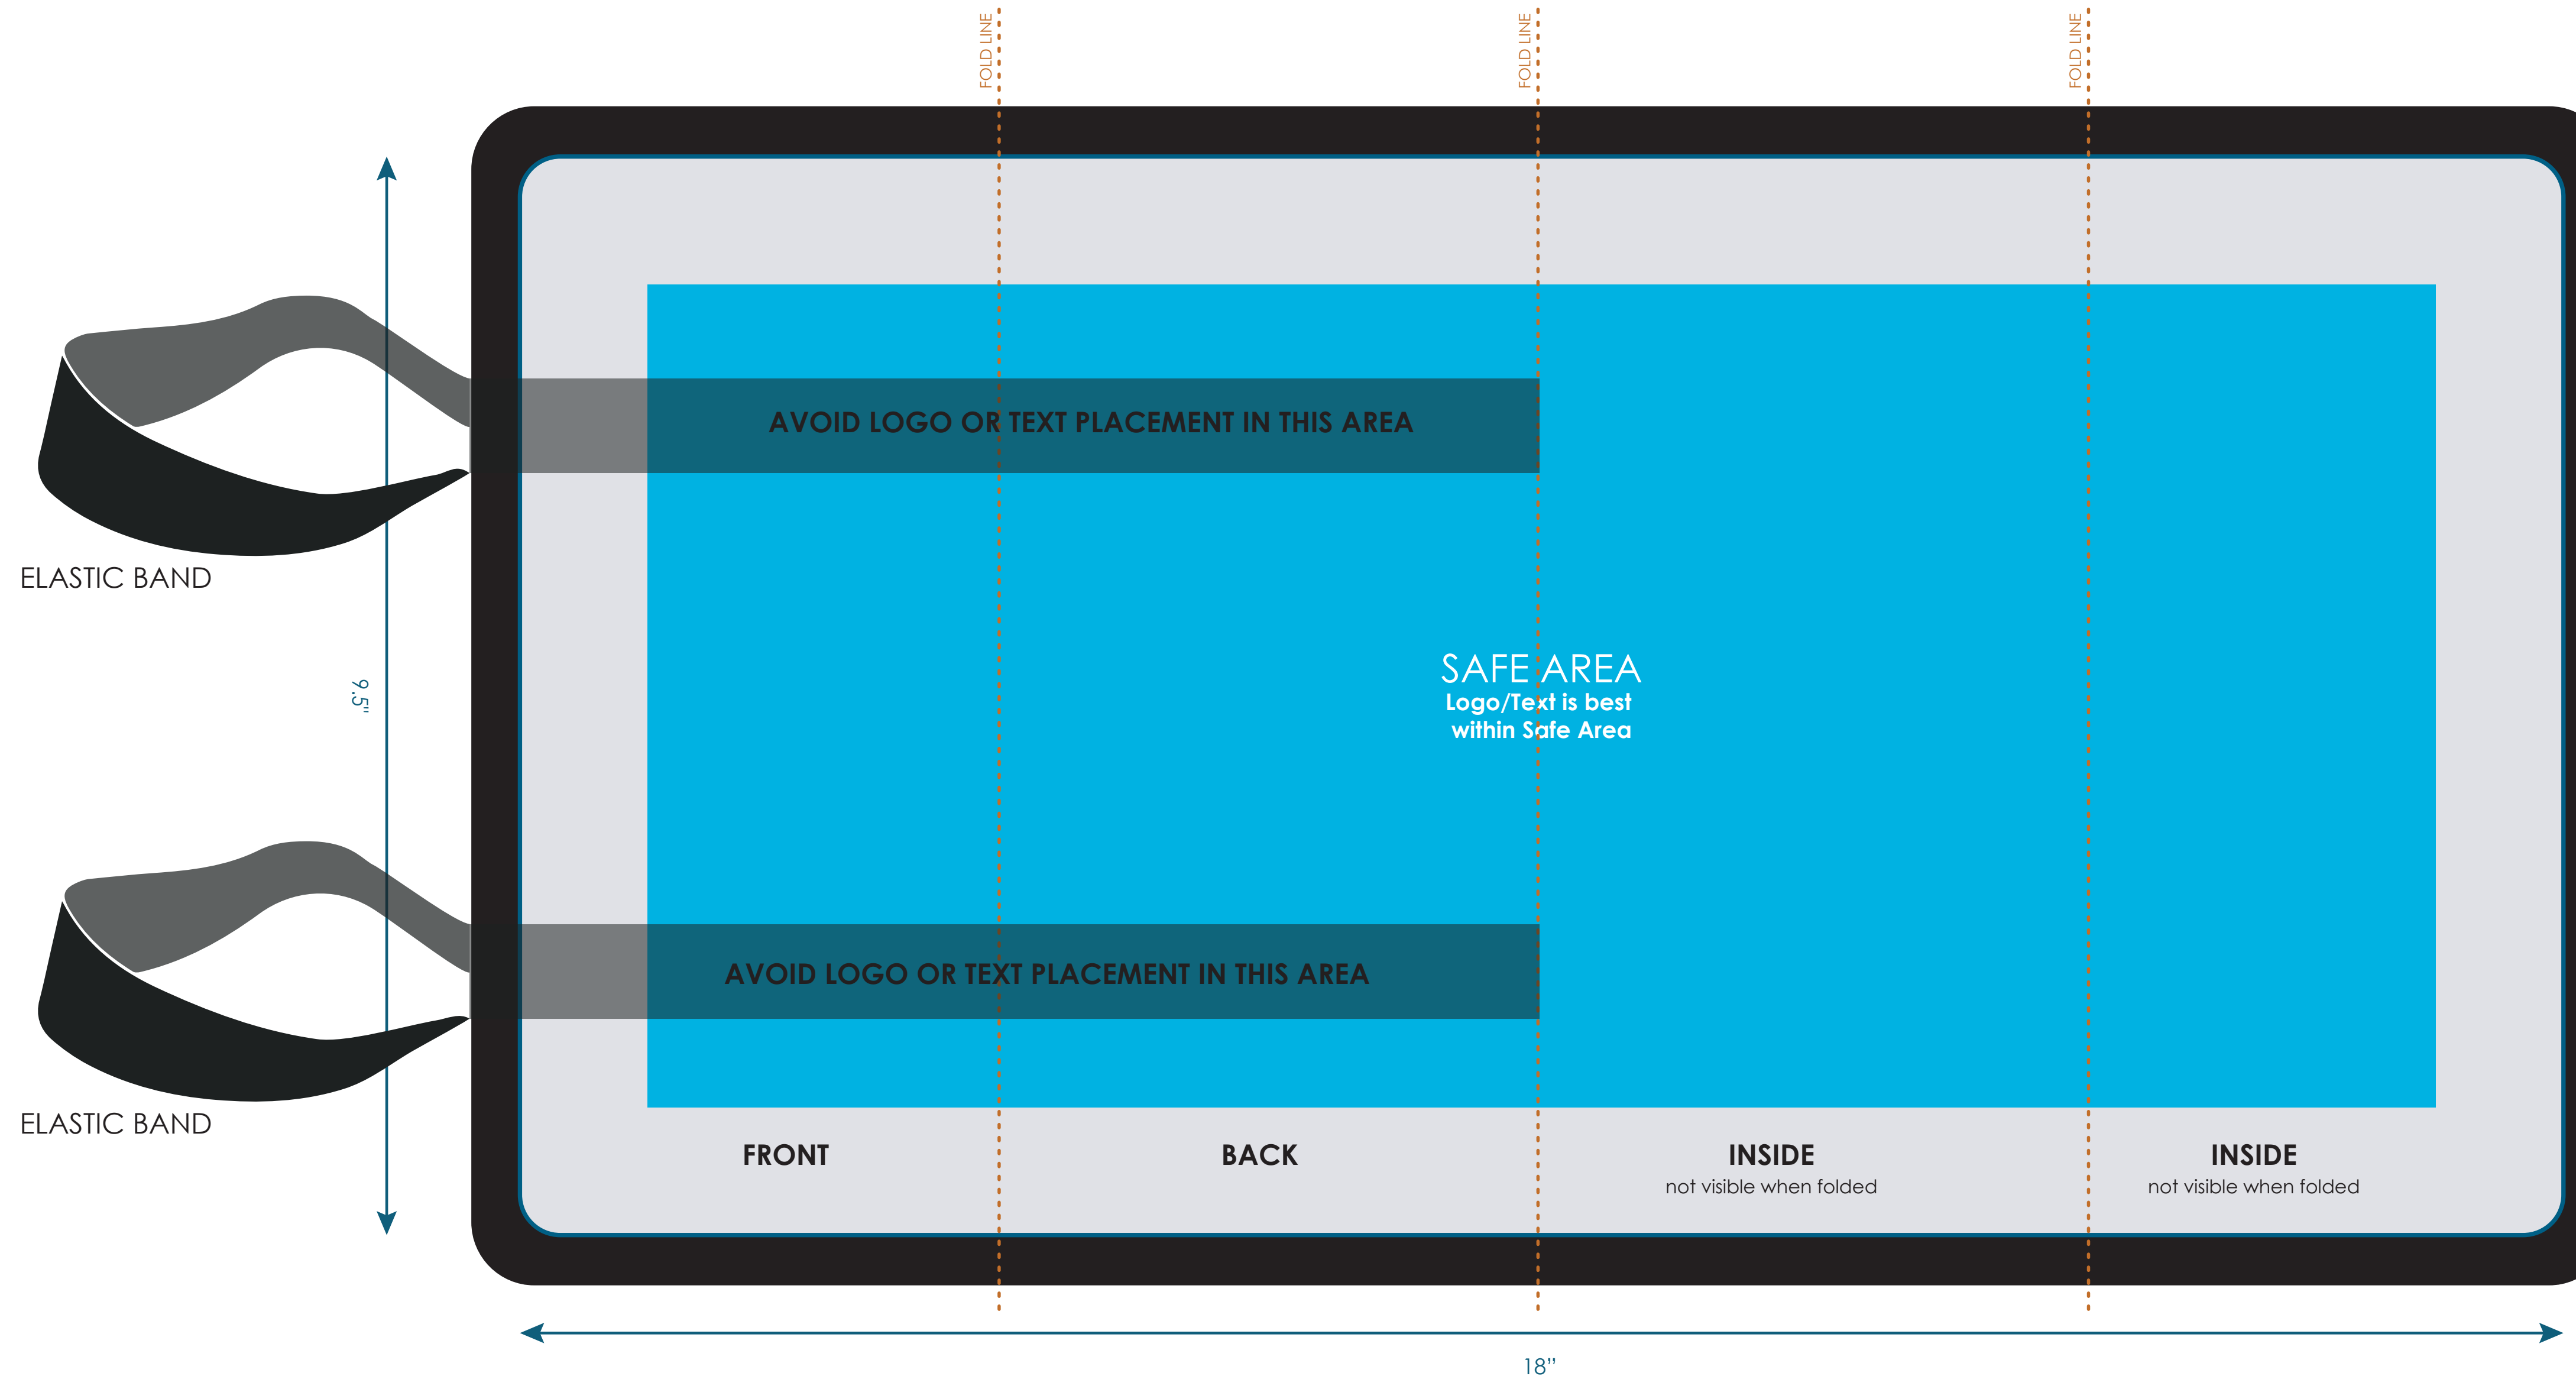 FOLD LINE
FOLD LINE
FOLD LINE
AVOID LOGO OR TEXT PLACEMENT IN THIS AREA
ELASTIC BAND
9.5"
SAFE AREA
Logo/Text is best
within Safe Area
AVOID LOGO OR TEXT PLACEMENT IN THIS AREA
ELASTIC BAND
FRONT
BACK
INSIDE
not visible when folded
INSIDE
not visible when folded
18”